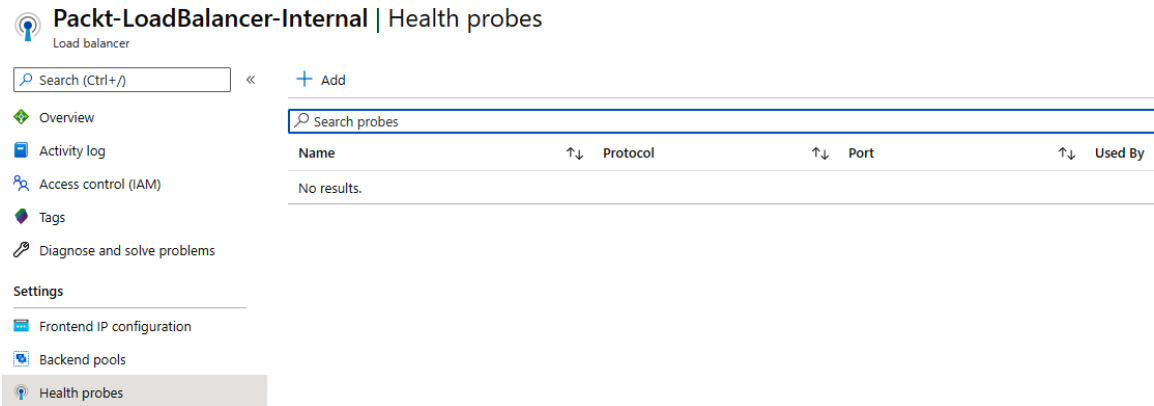 Packt-LoadBalancer-Internal | Health probes
Load balancer
Search (Ctrl+/)
«
+ Add
Overview
Search probes
Activity log
Name ↑↓ Protocol ↑↓ Port ↑↓ Used By
Access control (IAM)
No results.
Tags
Diagnose and solve problems
Settings
Frontend IP configuration
Backend pools
Health probes